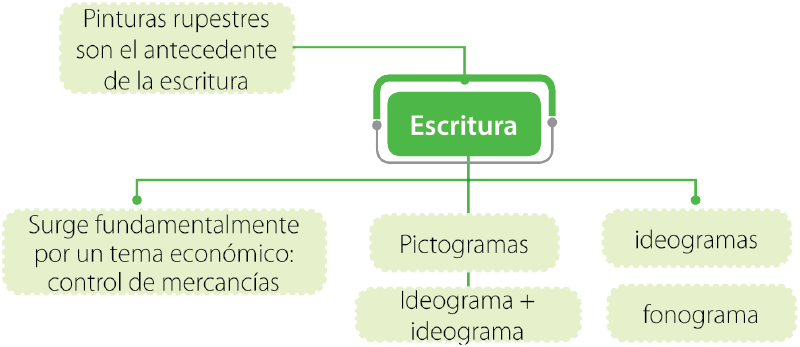 Pinturas rupestres
son el antecedente
de la escritura
Escritura
Surge fundamentalmente
por un tema económico:
control de mercancías
Pictogramas
Ideograma +
ideograma
ideogramas
fonograma